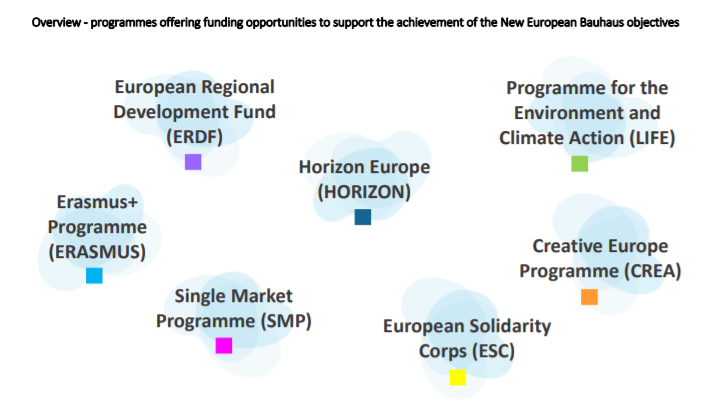 Overview - programmes offering funding opportunities to support the achievement of the New European Bauhaus objectives
European Regional
Development Fund
(ERDF)
Programme for the
Environment and
Climate Action (LIFE)
Horizon Europe
(HORIZON)
Erasmus+
Programme
(ERASMUS)
Creative Europe
Programme (CREA)
Single Market
Programme (SMP)
European Solidarity
Corps (ESC)